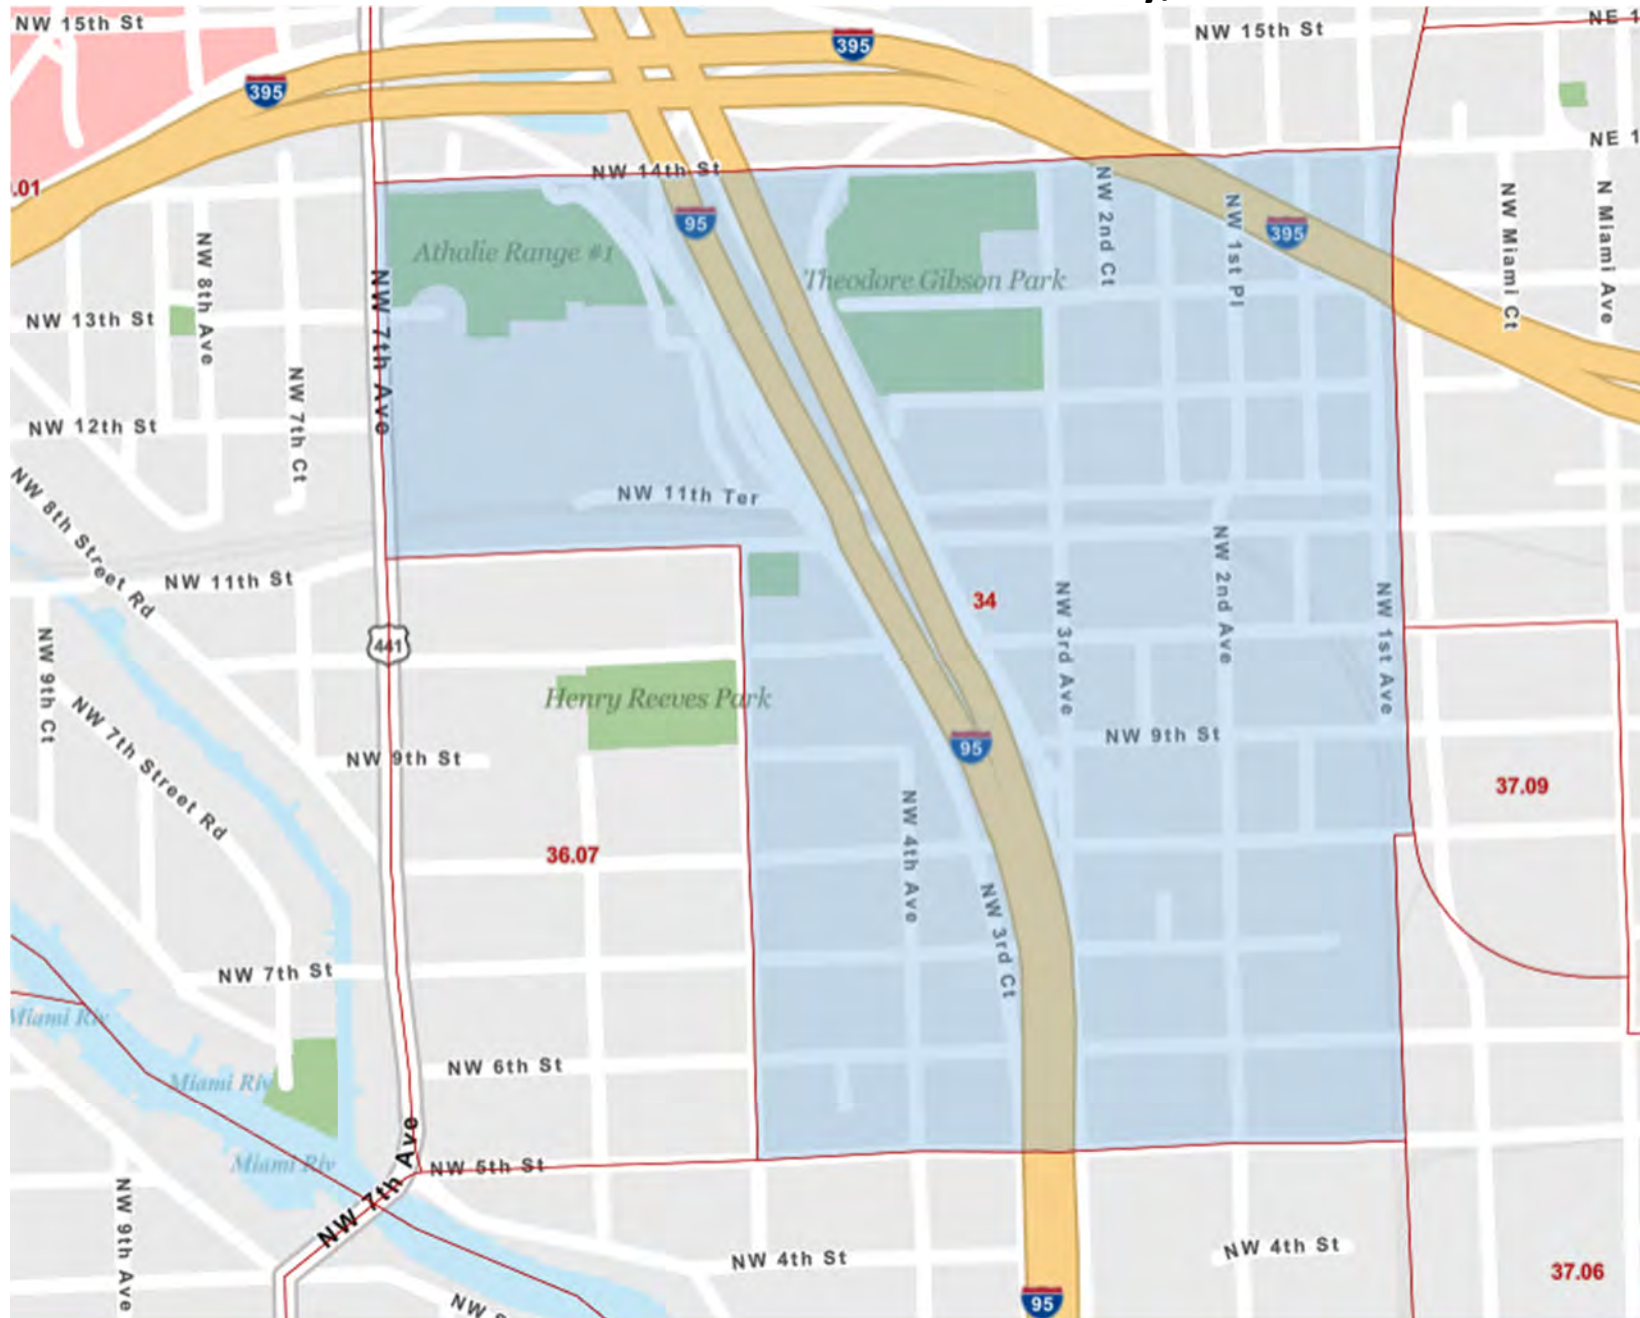 NW 15th St
395
395
NW 15th St
NE 1
NE 1
.01
NW 14th St
95
NW 2nd Ct
NW 1st Pl
395
NW Miami Ct
N Miami Ave
Athalie Range #1
Theodore Gibson Park
NW 8th Ave
NW 13th St
NW 7th Ave
NW 7th Ct
NW 12th St
NW 8th Street Rd
NW 11th Ter
NW 11th St
34
NW 3rd Ave
NW 2nd Ave
NW 1st Ave
441
NW 9th Ct
Henry Reeves Park
NW 7th Street Rd
NW 9th St
95
NW 9th St
37.09
36.07
NW 4th Ave
NW 3rd Ct
NW 7th St
Miami Riv
NW 6th St
Miami Riv
Miami Riv
NW 5th St
NW 7th Ave
NW 9th Ave
NW 4th St
NW 4th St
37.06
95